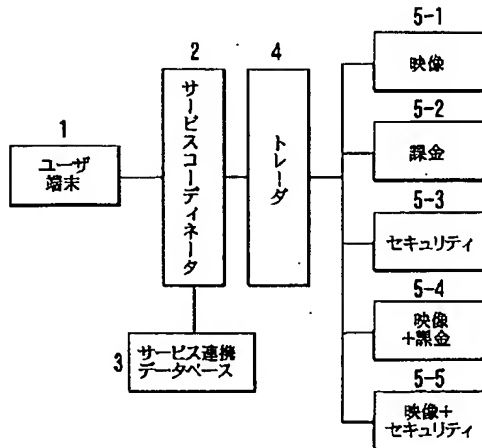 5-1
映像
5-2
課金
5-3
セキュリティ
5-4
映像
+課金
5-5
映像+
セキュリティ
4
トレーダ
2
サービスコーディネータ
1
ユーザ
端末
3
サービス連携
データベース